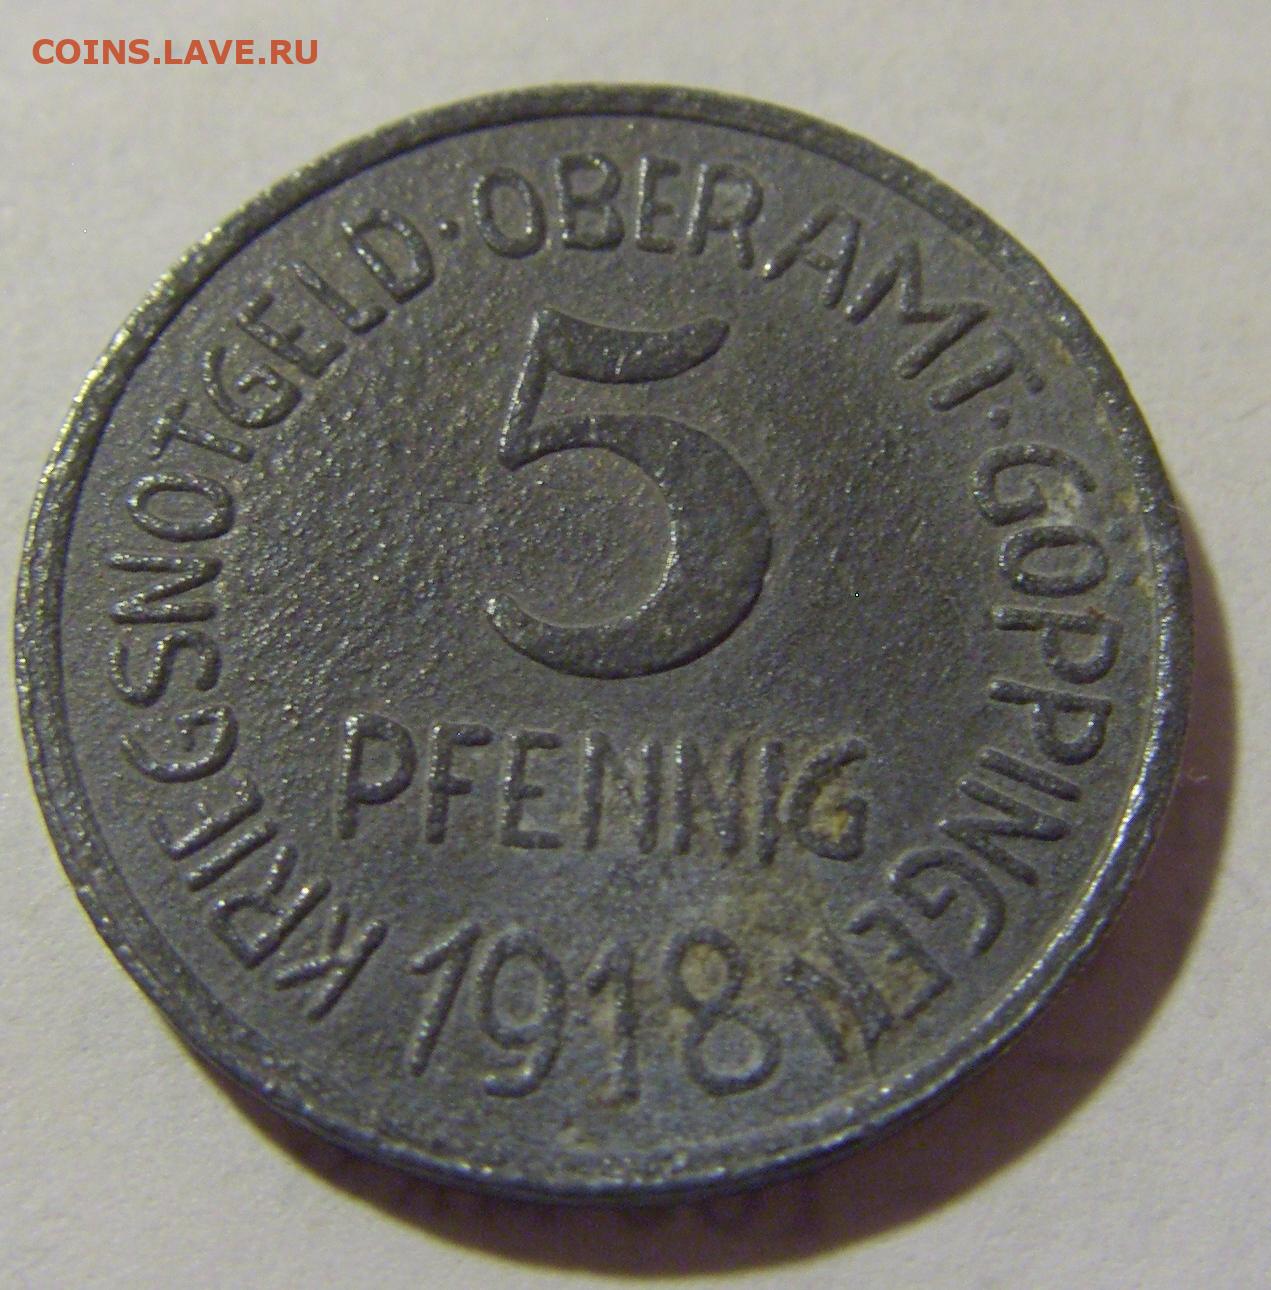 COINS.LAVE.RU
KRIEGSNOTGELD · OBERAMT · GÖPPINGEN
5
PFENNIG
1918